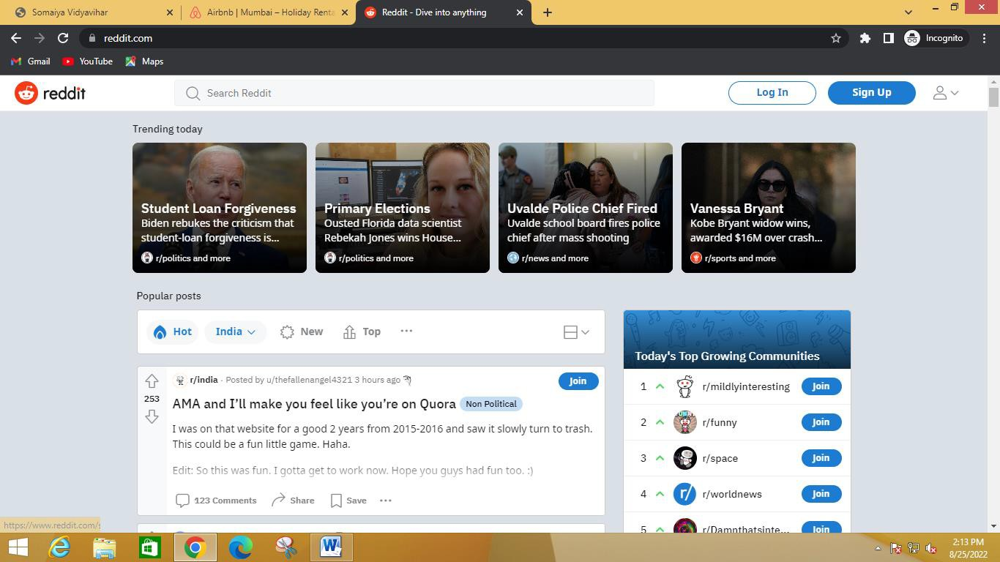 Somaiya Vidyavihar
Airbnb | Mumbai – Holiday Renta
Reddit - Dive into anything
reddit.com
Incognito
Gmail
YouTube
Maps
reddit
Search Reddit
Log In
Sign Up
Trending today
Student Loan Forgiveness
Biden rebukes the criticism that
student-loan forgiveness is...
r/politics and more
Primary Elections
Ousted Florida data scientist
Rebekah Jones wins House...
r/politics and more
Uvalde Police Chief Fired
Uvalde school board fires police
chief after mass shooting
r/news and more
Vanessa Bryant
Kobe Bryant widow wins,
awarded $16M over crash...
r/sports and more
Popular posts
Hot
India
New
Top
...
253
r/india · Posted by u/thefallenangel4321 3 hours ago
Join
AMA and I’ll make you feel like you’re on Quora Non Political
I was on that website for a good 2 years from 2015-2016 and saw it slowly turn to trash.
This could be a fun little game. Haha.
Edit: So this was fun. I gotta get to work now. Hope you guys had fun too. :)
123 Comments
Share
Save
...
Today's Top Growing Communities
1 r/mildlyinteresting Join
2 r/funny Join
3 r/space Join
4 r/worldnews Join
5 r/Damnthatsinte... Join
https://www.reddit.com/
2:13 PM
8/25/2022